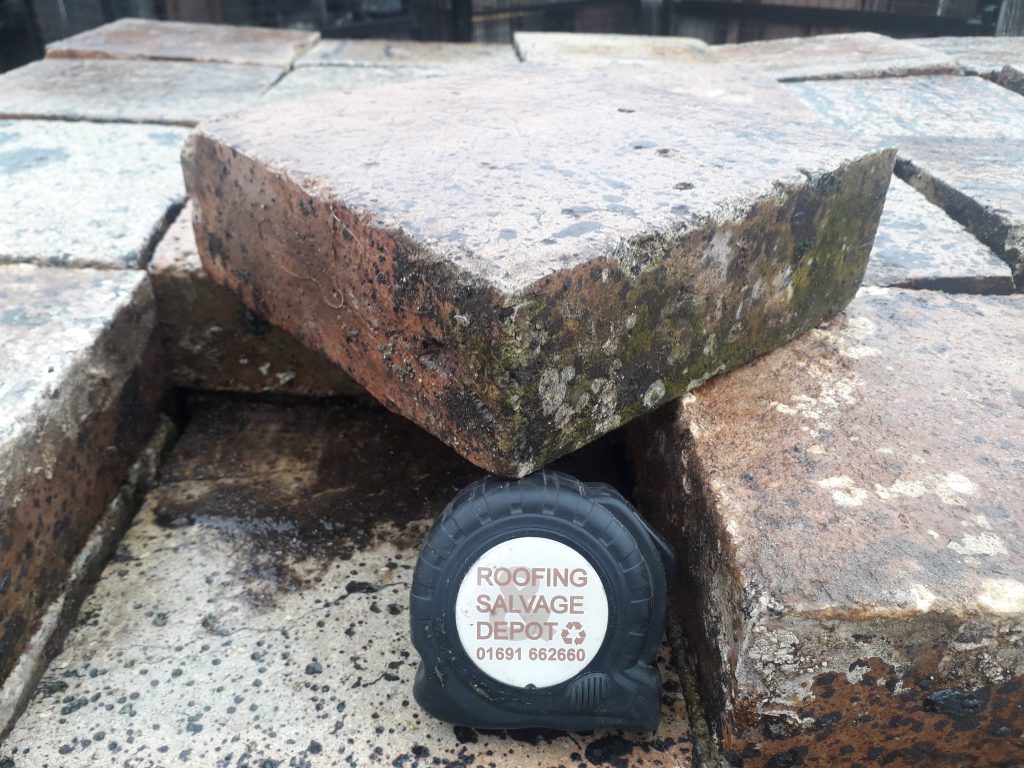 ROOFING
SALVAGE
DEPOT
01691 662660